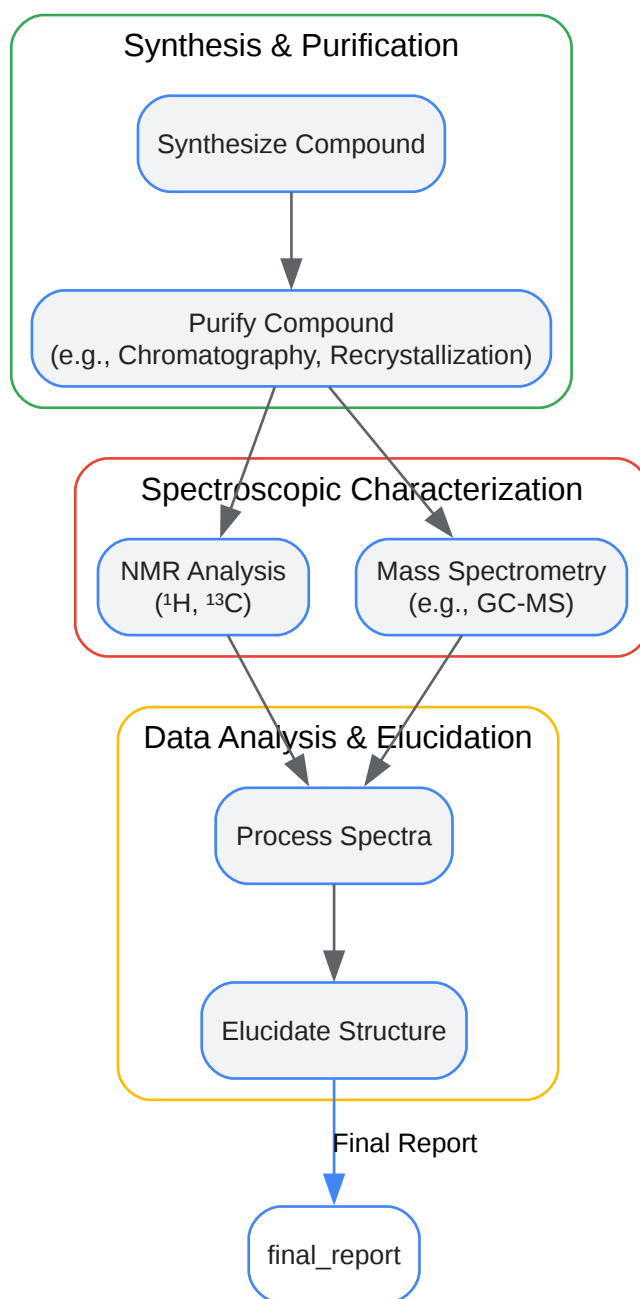 Synthesis & Purification
Synthesize Compound
Purify Compound
(e.g., Chromatography, Recrystallization)
Spectroscopic Characterization
NMR Analysis
(¹H, ¹³C)
Mass Spectrometry
(e.g., GC-MS)
Data Analysis & Elucidation
Process Spectra
Elucidate Structure
Final Report
final_report